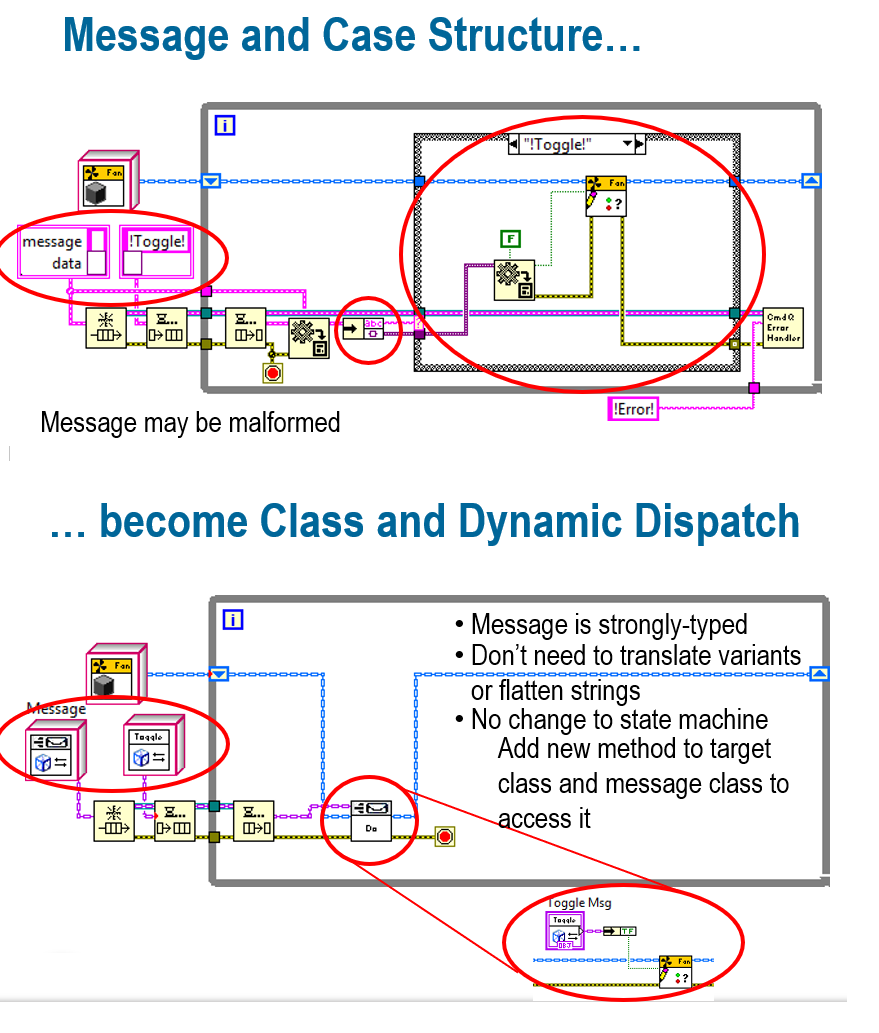 Message and Case Structure...
i
"!Toggle!"
Fan
Fan
?
message
data
!Toggle!
F
abc
Cmd Q
Error
Handler
!Error!
Message may be malformed
... become Class and Dynamic Dispatch
i
• Message is strongly-typed
• Don’t need to translate variants
or flatten strings
• No change to state machine
Add new method to target
class and message class to
access it
Fan
Message
Toggle
Do
Toggle Msg
Toggle
OBJ
TF
Fan
?